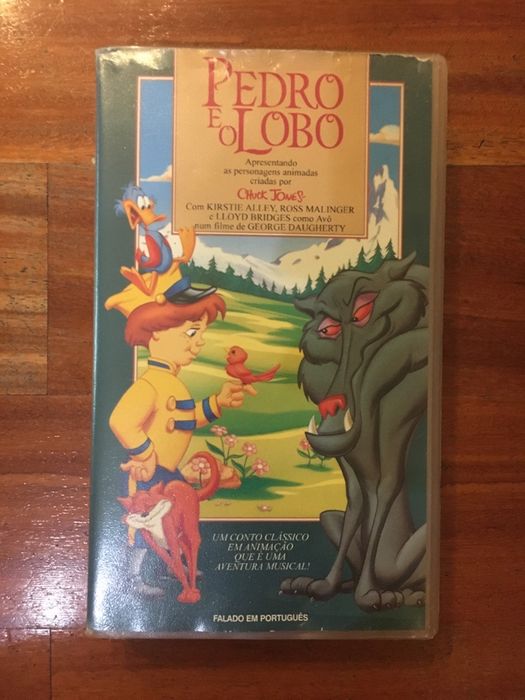 PEDRO
E
O LOBO
Apresentando
as personagens animadas
criadas por
CHUCK JONES
Com KIRSTIE ALLEY, ROSS MALINGER
e LLOYD BRIDGES como Avô
num filme de GEORGE DAUGHERTY
UM CONTO CLÁSSICO
EM ANIMAÇÃO
QUE É UMA
AVENTURA MUSICAL!
FALADO EM PORTUGUÊS